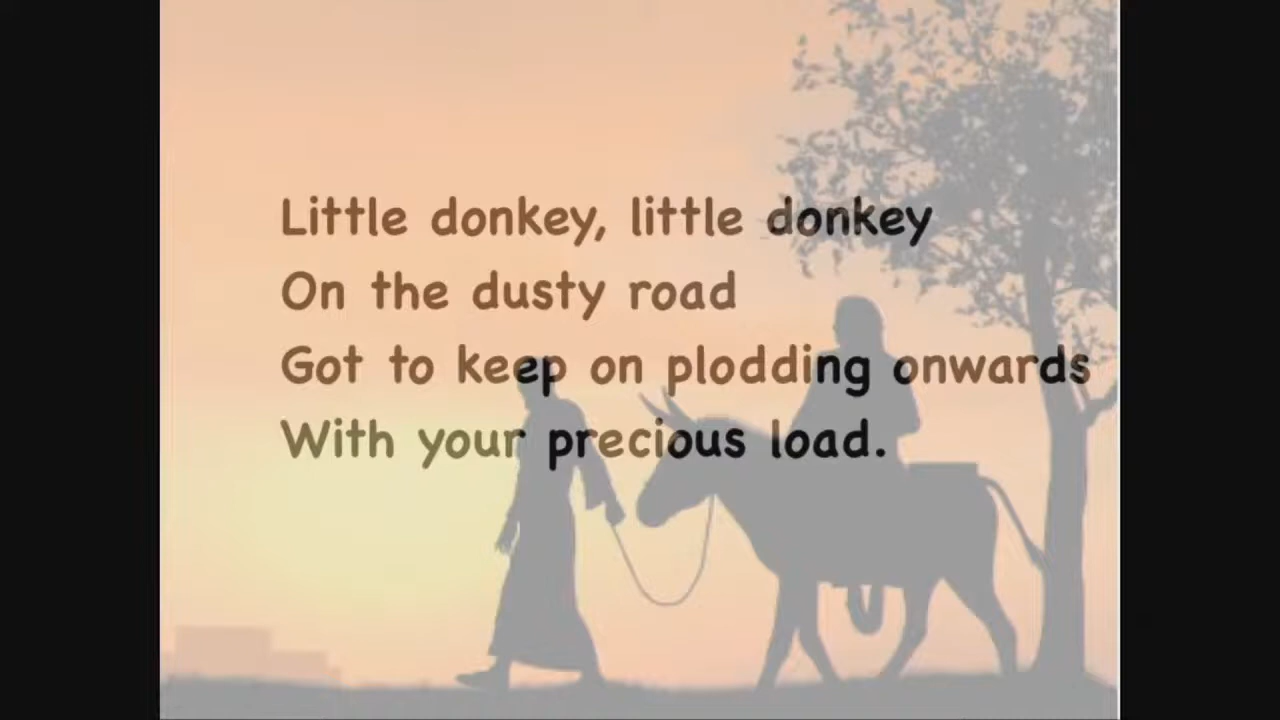 Little donkey, little donkey
On the dusty road
Got to keep on plodding onwards
With your precious load.